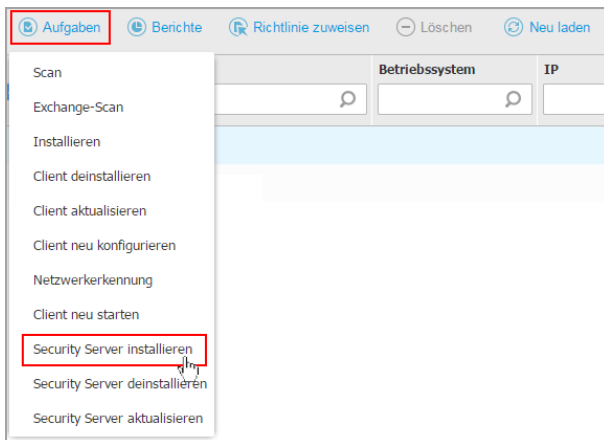 Aufgaben Berichte Richtlinie zuweisen Löschen Neu laden
Betriebssystem IP
Scan
Exchange-Scan
Installieren
Client deinstallieren
Client aktualisieren
Client neu konfigurieren
Netzwerkerkennung
Client neu starten
Security Server installieren
Security Server deinstallieren
Security Server aktualisieren